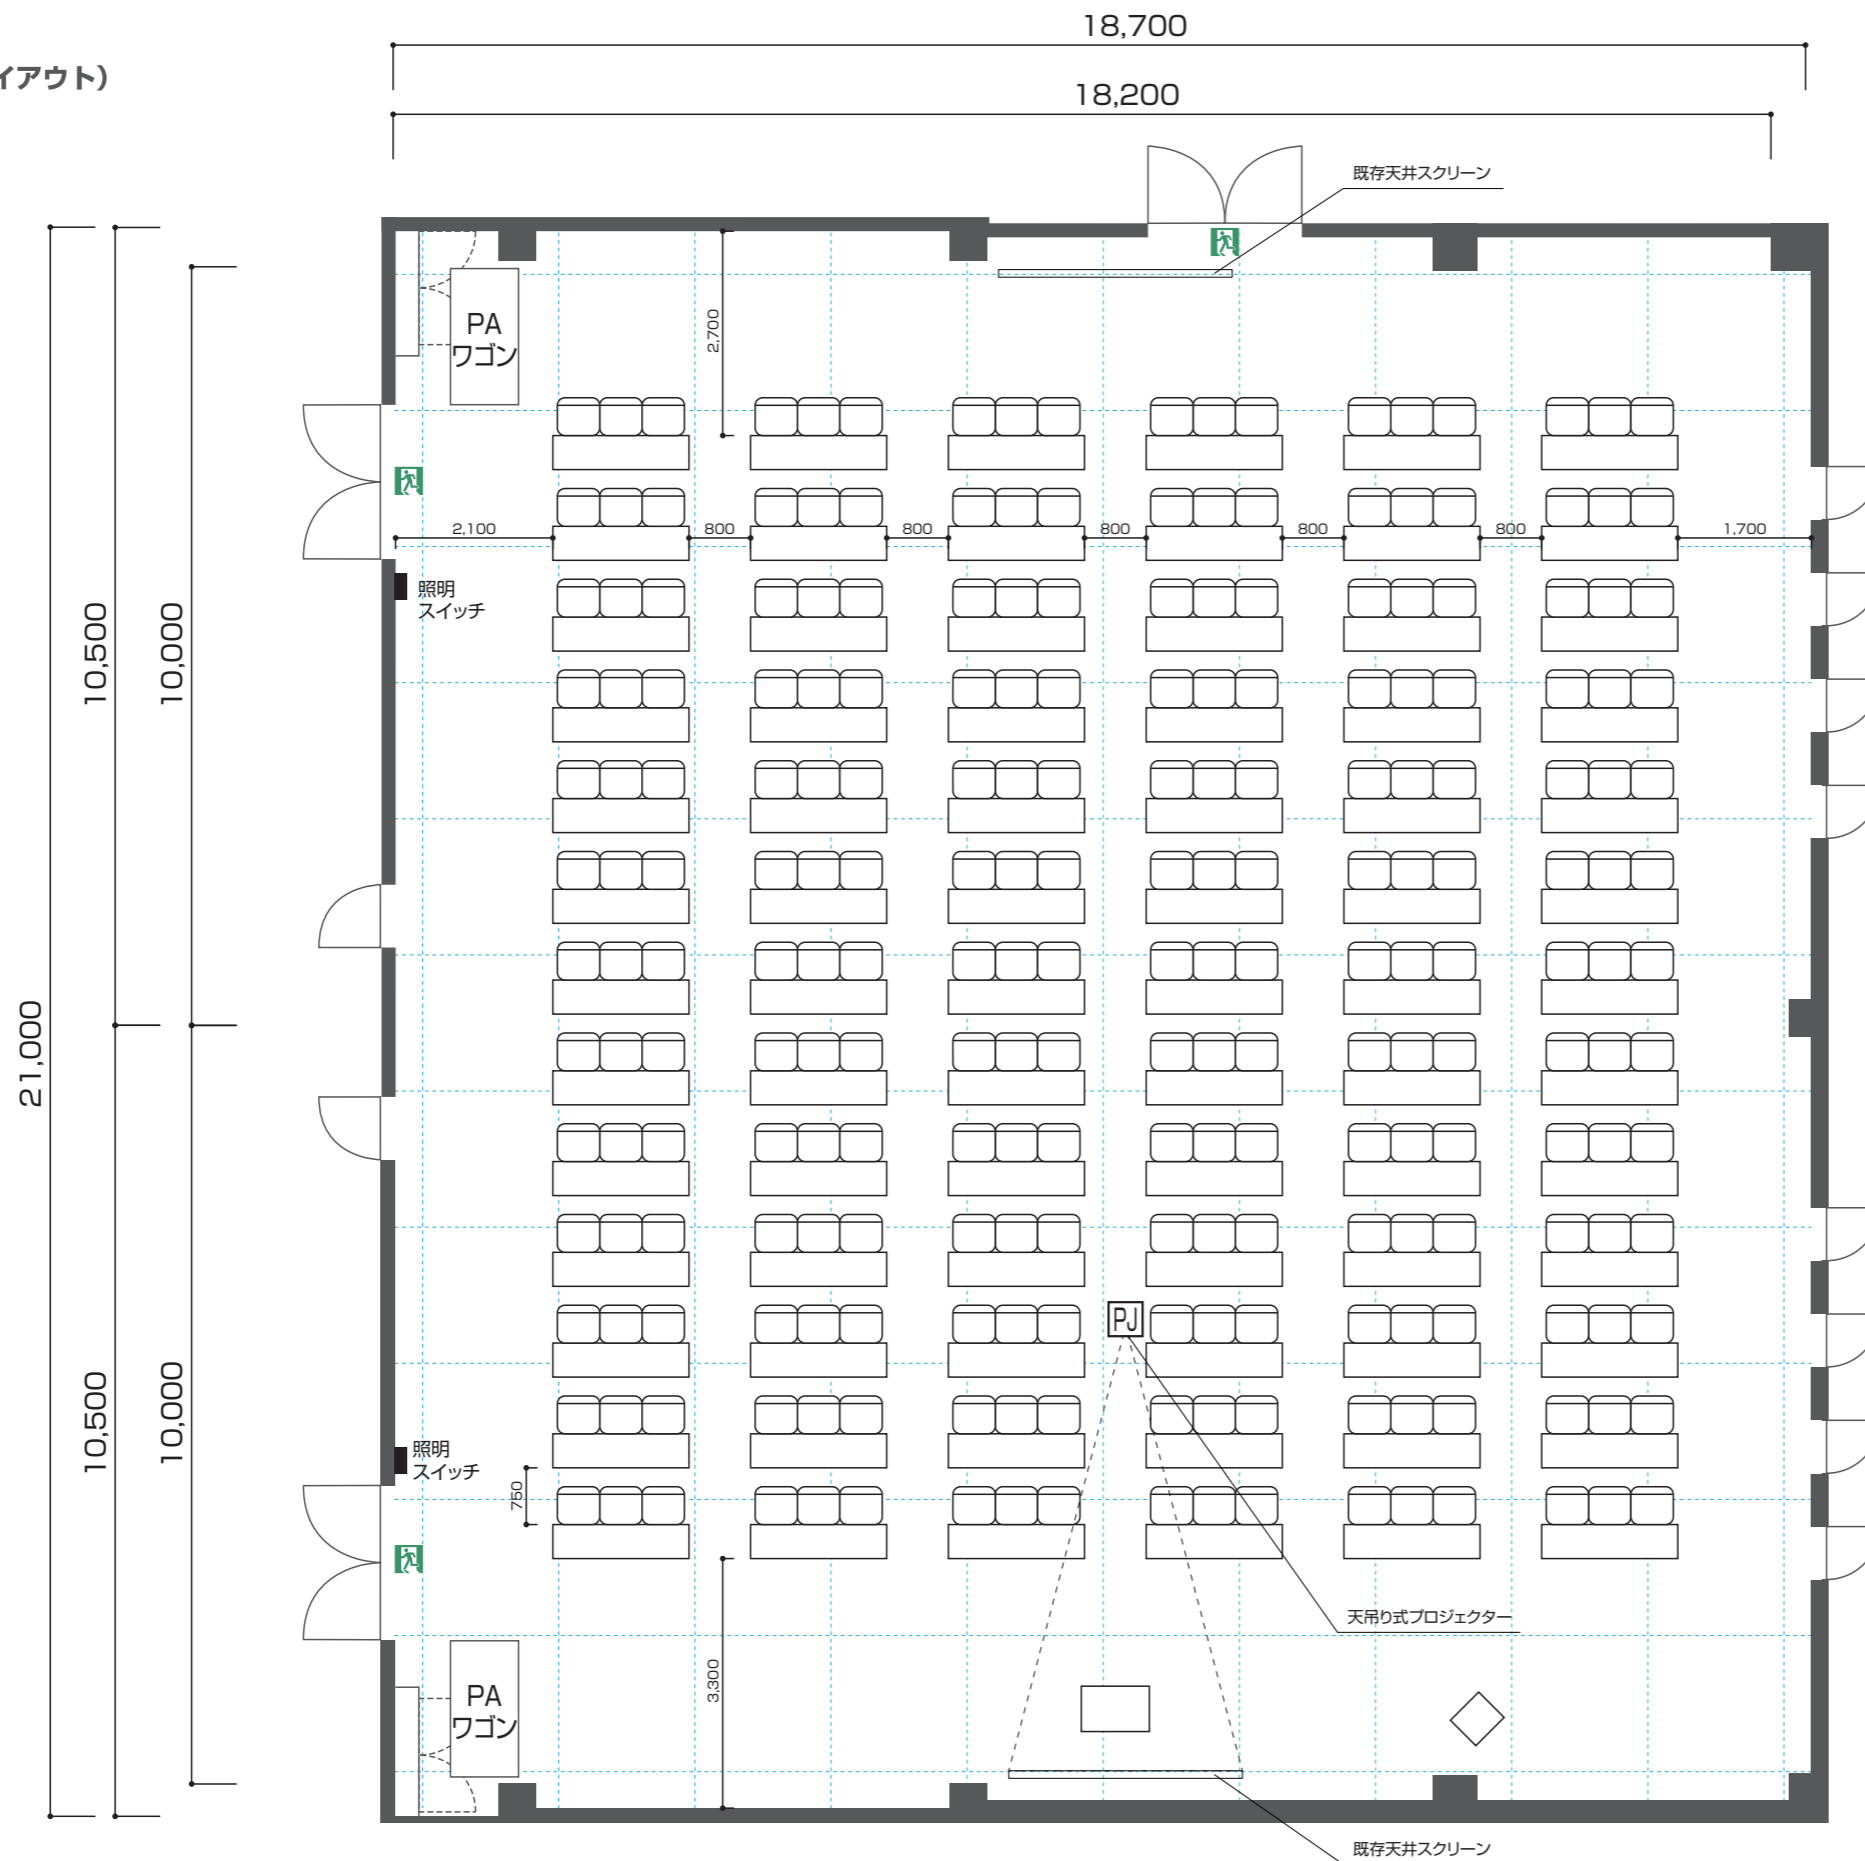 18,700
イアウト）
18,200
既存天井スクリーン
PA
ワゴン
2,700
2,100
800
800
800
800
800
1,700
照明
スイッチ
10,500
10,000
21,000
PJ
10,500
10,000
照明
スイッチ
750
天吊り式プロジェクター
3,300
PA
ワゴン
既存天井スクリーン